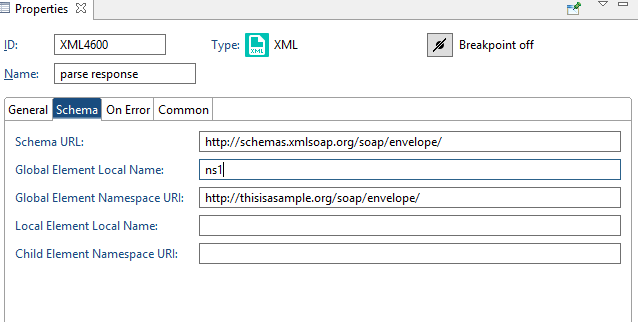 Properties
ID: XML4600 Type: XML XML Breakpoint off
Name: parse response
General Schema On Error Common
Schema URL: http://schemas.xmlsoap.org/soap/envelope/
Global Element Local Name: ns1
Global Element Namespace URI: http://thisisasample.org/soap/envelope/
Local Element Local Name:
Child Element Namespace URI: